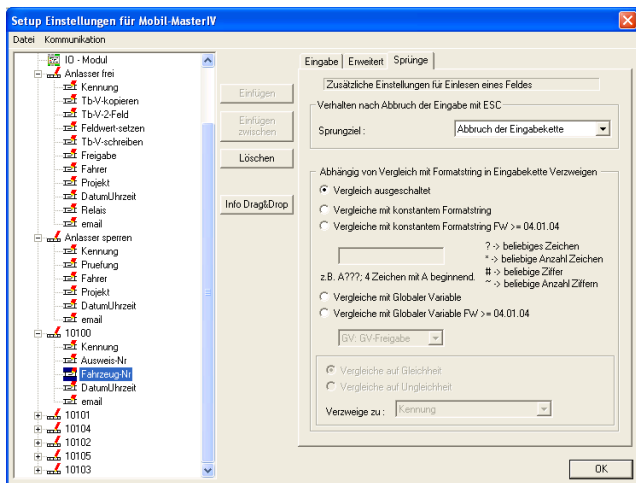 Setup Einstellungen für Mobil-MasterIV
Datei Kommunikation
IO - Modul
Anlasser frei
Kennung
Tb-V-kopieren
Tb-V-2-Feld
Feldwert-setzen
Tb-V-schreiben
Freigabe
Fahrer
Projekt
DatumUhrzeit
Relais
email
Anlasser sperren
Kennung
Pruefung
Fahrer
Projekt
DatumUhrzeit
email
10100
Kennung
Ausweis-Nr
Fahrzeug-Nr
DatumUhrzeit
email
10101
10104
10102
10105
10103
Einfügen
Einfügen
zwischen
Löschen
Info Drag&Drop
Eingabe Erweitert Sprünge
Zusätzliche Einstellungen für Einlesen eines Feldes
Verhalten nach Abbruch der Eingabe mit ESC
Sprungziel : Abbruch der Eingabekette
Abhängig von Vergleich mit Formatstring in Eingabekette Verzweigen
Vergleich ausgeschaltet
Vergleiche mit konstantem Formatstring
Vergleiche mit konstantem Formatstring FW >= 04.01.04
? -> beliebiges Zeichen
* -> beliebige Anzahl Zeichen
# -> beliebige Ziffer
~ -> beliebige Anzahl Ziffern
z.B. A???; 4 Zeichen mit A beginnend.
Vergleiche mit Globaler Variable
Vergleiche mit Globaler Variable FW >= 04.01.04
GV: GV-Freigabe
Vergleiche auf Gleichheit
Vergleiche auf Ungleichheit
Verzweige zu : Kennung
OK